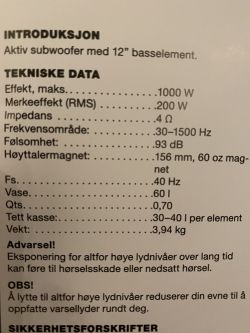 INTRODUKSJON
Aktiv subwoofer med 12" basselement.
TEKNISKE DATA
Effekt, maks..........................1000 W
Merkeeffekt (RMS) ..................200 W
Impedans ..............................4 Ω
Frekvensområde:...................30–1500 Hz
Følsomhet:............................93 dB
Høyttalermagnet:...................156 mm, 60 oz mag-
net
Fs........................................40 Hz
Vase.....................................60 l
Qts.......................................0,70
Tett kasse:............................30–40 l per element
Vekt:....................................3,94 kg
Advarsel!
Eksponering for altfor høye lydnivåer over lang tid
kan føre til hørselsskade eller nedsatt hørsel.
OBS!
Å lytte til altfor høye lydnivåer reduserer din evne til å
oppfatte varsellyder rundt deg.
SIKKERHETSFORSKRIFTER